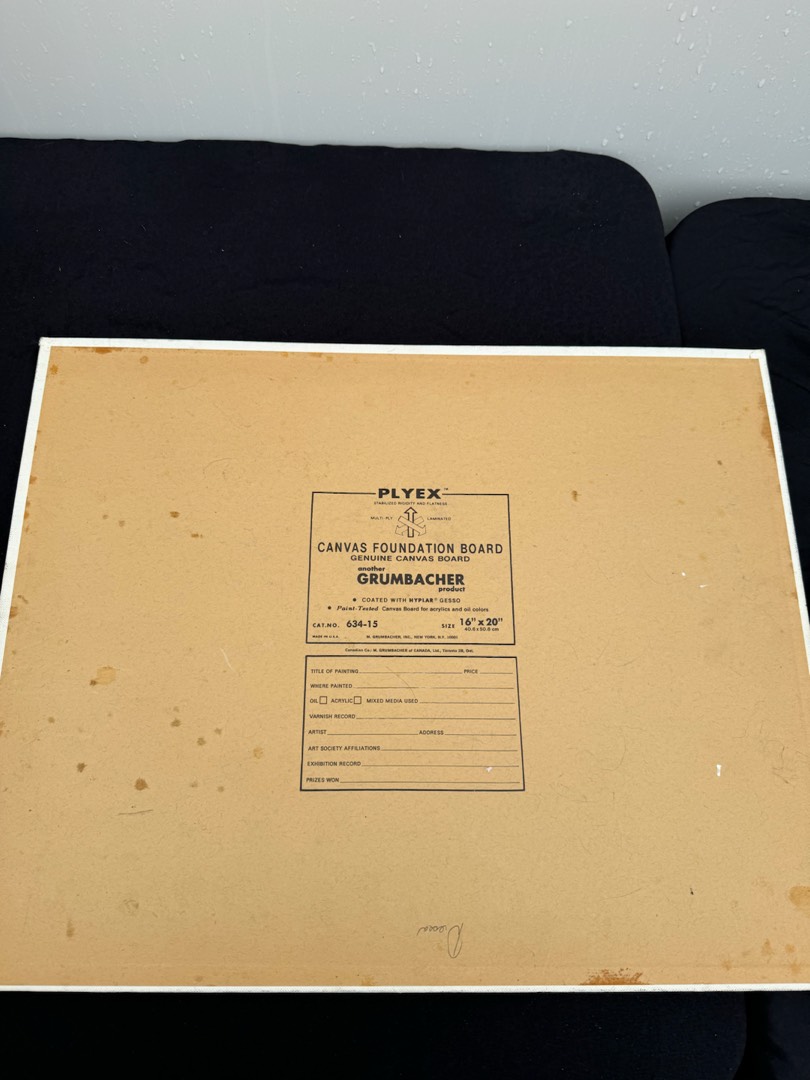 PLYEX™
STABILIZED RIGIDITY AND FLATNESS
MULTI-PLY LAMINATED
CANVAS FOUNDATION BOARD
GENUINE CANVAS BOARD
another
GRUMBACHER
product
● COATED WITH HYPLAR® GESSO
● Paint-Tested Canvas Board for acrylics and oil colors
CAT.NO. 634-15 SIZE 16" x 20"
40.6 x 50.8 cm
MADE IN U.S.A. M. GRUMBACHER, INC., NEW YORK, N.Y. 10001
Canadian Co.: M. GRUMBACHER of CANADA, Ltd., Toronto 2B, Ont.
TITLE OF PAINTING PRICE
WHERE PAINTED
OIL ACRYLIC MIXED MEDIA USED
VARNISH RECORD
ARTIST ADDRESS
ART SOCIETY AFFILIATIONS
EXHIBITION RECORD
PRIZES WON